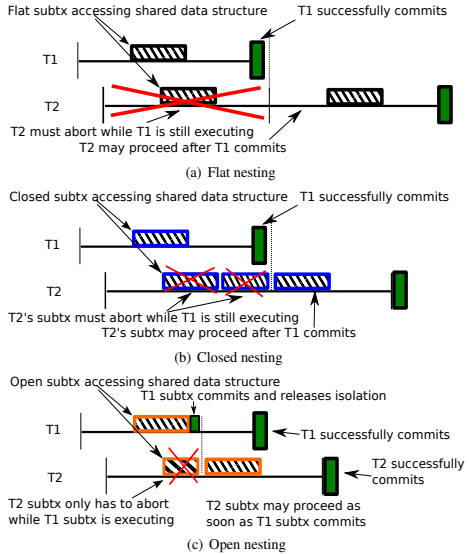 Flat subtx accessing shared data structure
T1 successfully commits
T1
T2
T2 must abort while T1 is still executing
T2 may proceed after T1 commits
(a) Flat nesting
Closed subtx accessing shared data structure
T1 successfully commits
T1
T2
T2's subtx must abort while T1 is still executing
T2's subtx may proceed after T1 commits
(b) Closed nesting
Open subtx accessing shared data structure
T1 subtx commits and releases isolation
T1
T1 successfully commits
T2
T2 successfully
commits
T2 subtx only has to abort
while T1 subtx is executing
T2 subtx may proceed as
soon as T1 subtx commits
(c) Open nesting